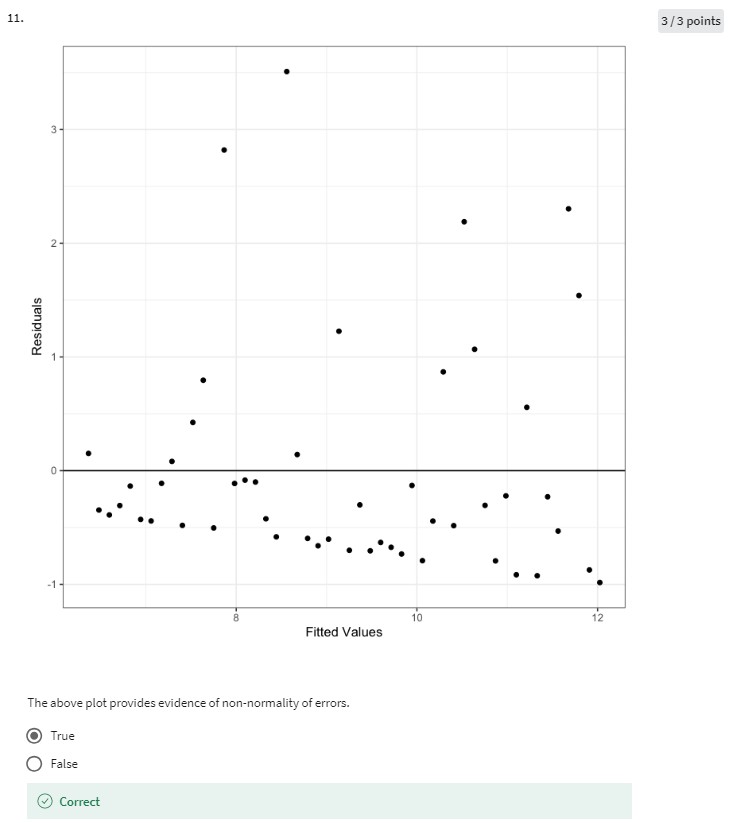 11.
3 / 3 points
3
2
1
0
-1
Residuals
8
10
12
Fitted Values
The above plot provides evidence of non-normality of errors.
True
False
Correct